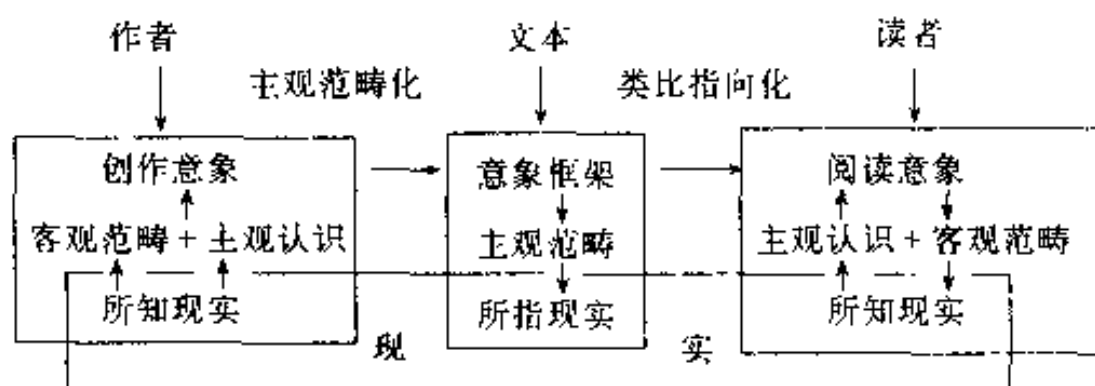 作者 文本 读者
主观范畴化 类比指向化
创作意象 意象框架 阅读意象
客观范畴+主观认识 主观范畴 主观认识+客观范畴
所知现实 所指现实 所知现实
现 实